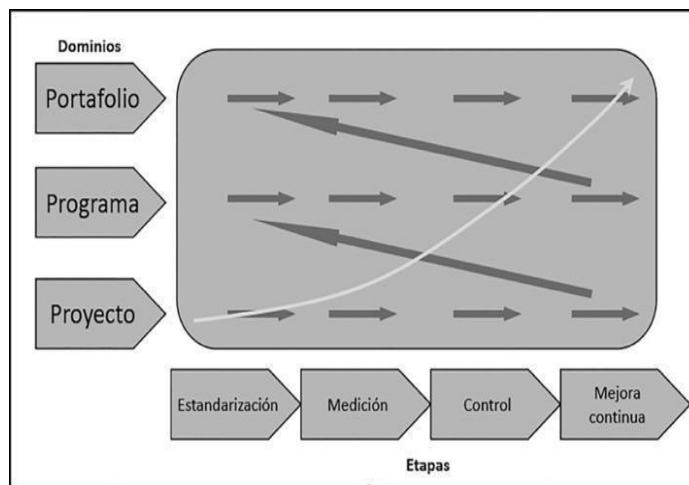 Dominios
Portafolio
Programa
Proyecto
Estandarización
Medición
Control
Mejora
continua
Etapas